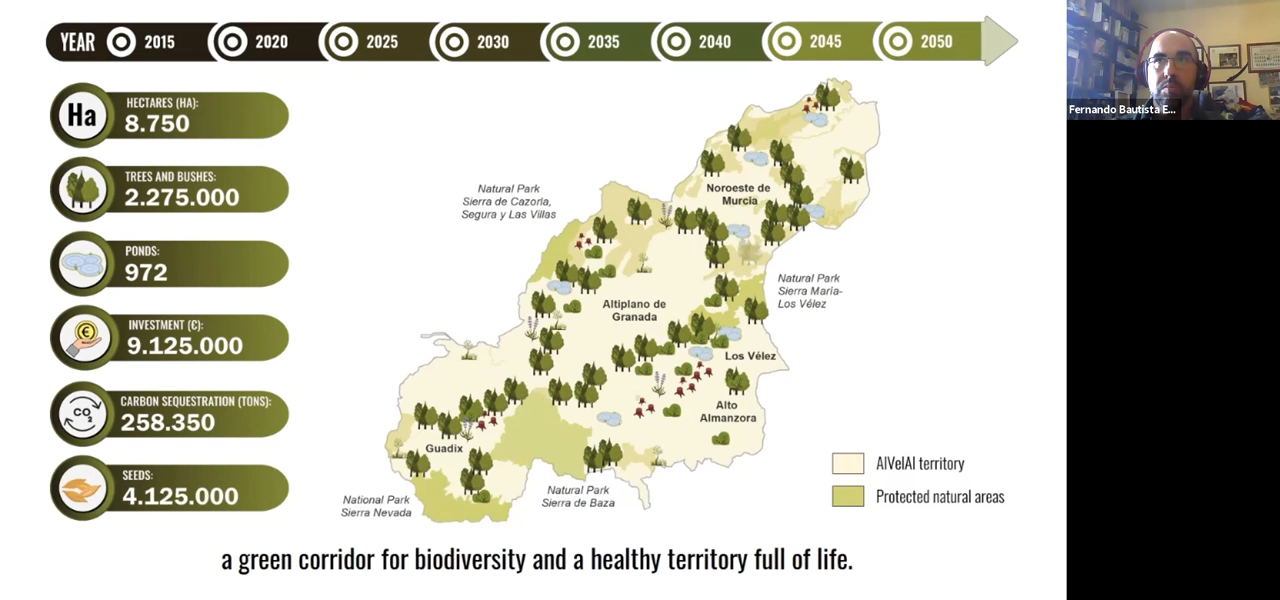 YEAR 2015 2020 2025 2030 2035 2040 2045 2050
Ha
HECTARES (HA):
8.750
TREES AND BUSHES:
2.275.000
PONDS:
972
INVESTMENT (€):
9.125.000
CO2
CARBON SEQUESTRATION (TONS):
258.350
SEEDS:
4.125.000
Natural Park
Sierra de Cazorla,
Segura y Las Villas
Noroeste de
Murcia
Natural Park
Sierra María-
Los Vélez
Altiplano de
Granada
Los Vélez
Alto
Almanzora
Guadix
National Park
Sierra Nevada
Natural Park
Sierra de Baza
AlVelAl territory
Protected natural areas
a green corridor for biodiversity and a healthy territory full of life.
Fernando Bautista E...